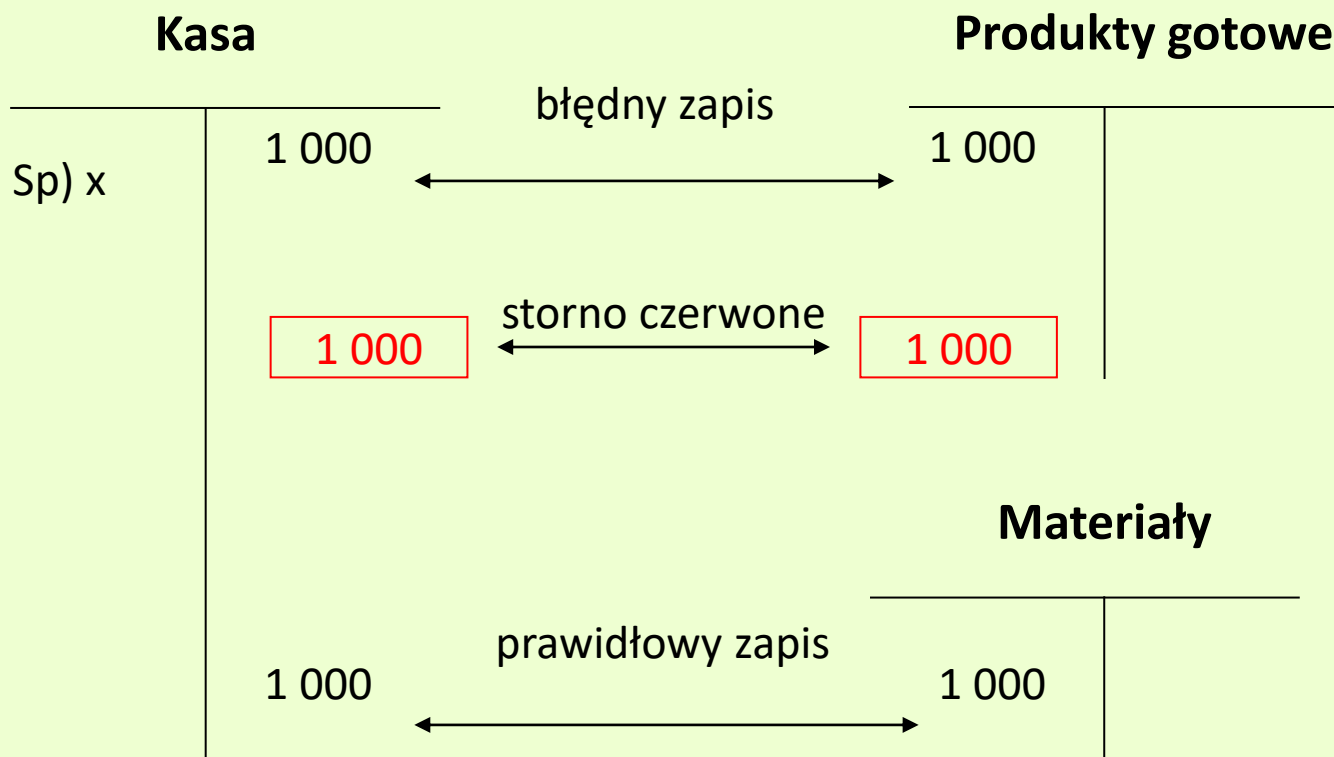 Kasa
Produkty gotowe
błędny zapis
1 000
1 000
Sp) x
storno czerwone
1 000
1 000
Materiały
prawidłowy zapis
1 000
1 000